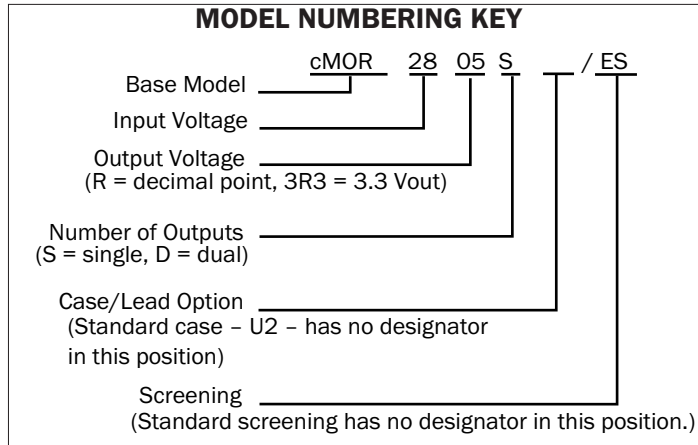 MODEL NUMBERING KEY
cMOR 28 05 S __ / ES
Base Model
Input Voltage
Output Voltage
(R = decimal point, 3R3 = 3.3 Vout)
Number of Outputs
(S = single, D = dual)
Case/Lead Option
(Standard case – U2 – has no designator
in this position)
Screening
(Standard screening has no designator in this position.)